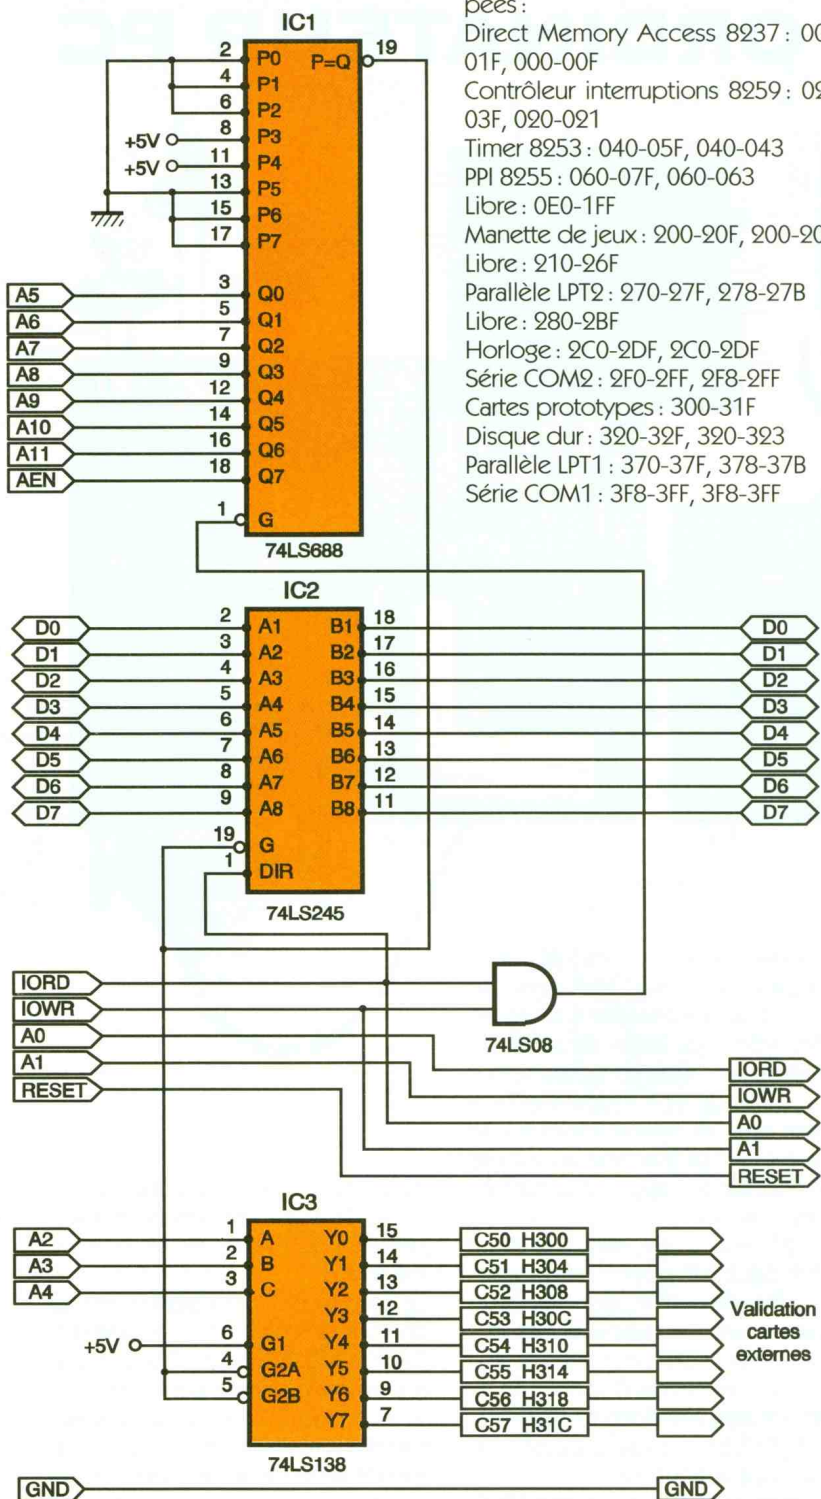 pées :
Direct Memory Access 8237 : 00
01F, 000-00F
Contrôleur interruptions 8259 : 02
03F, 020-021
Timer 8253 : 040-05F, 040-043
PPI 8255 : 060-07F, 060-063
Libre : 0E0-1FF
Manette de jeux : 200-20F, 200-20
Libre : 210-26F
Parallèle LPT2 : 270-27F, 278-27B
Libre : 280-2BF
Horloge : 2C0-2DF, 2C0-2DF
Série COM2 : 2F0-2FF, 2F8-2FF
Cartes prototypes : 300-31F
Disque dur : 320-32F, 320-323
Parallèle LPT1 : 370-37F, 378-37B
Série COM1 : 3F8-3FF, 3F8-3FF
IC1
2 P0 P=Q 19
4 P1
6 P2
+5V 8 P3
+5V 11 P4
13 P5
15 P6
17 P7
A5 3 Q0
A6 5 Q1
A7 7 Q2
A8 9 Q3
A9 12 Q4
A10 14 Q5
A11 16 Q6
AEN 18 Q7
1 G
74LS688
IC2
D0 2 A1 B1 18 D0
D1 3 A2 B2 17 D1
D2 4 A3 B3 16 D2
D3 5 A4 B4 15 D3
D4 6 A5 B5 14 D4
D5 7 A6 B6 13 D5
D6 8 A7 B7 12 D6
D7 9 A8 B8 11 D7
19 G
1 DIR
74LS245
IORD
IOWR
A0
A1
RESET
74LS08
IORD
IOWR
A0
A1
RESET
IC3
A2 1 A Y0 15 C50 H300
A3 2 B Y1 14 C51 H304
A4 3 C Y2 13 C52 H308
Y3 12 C53 H30C
+5V 6 G1 Y4 11 C54 H310
4 G2A Y5 10 C55 H314
5 G2B Y6 9 C56 H318
Y7 7 C57 H31C
Validation
cartes
externes
74LS138
GND GND